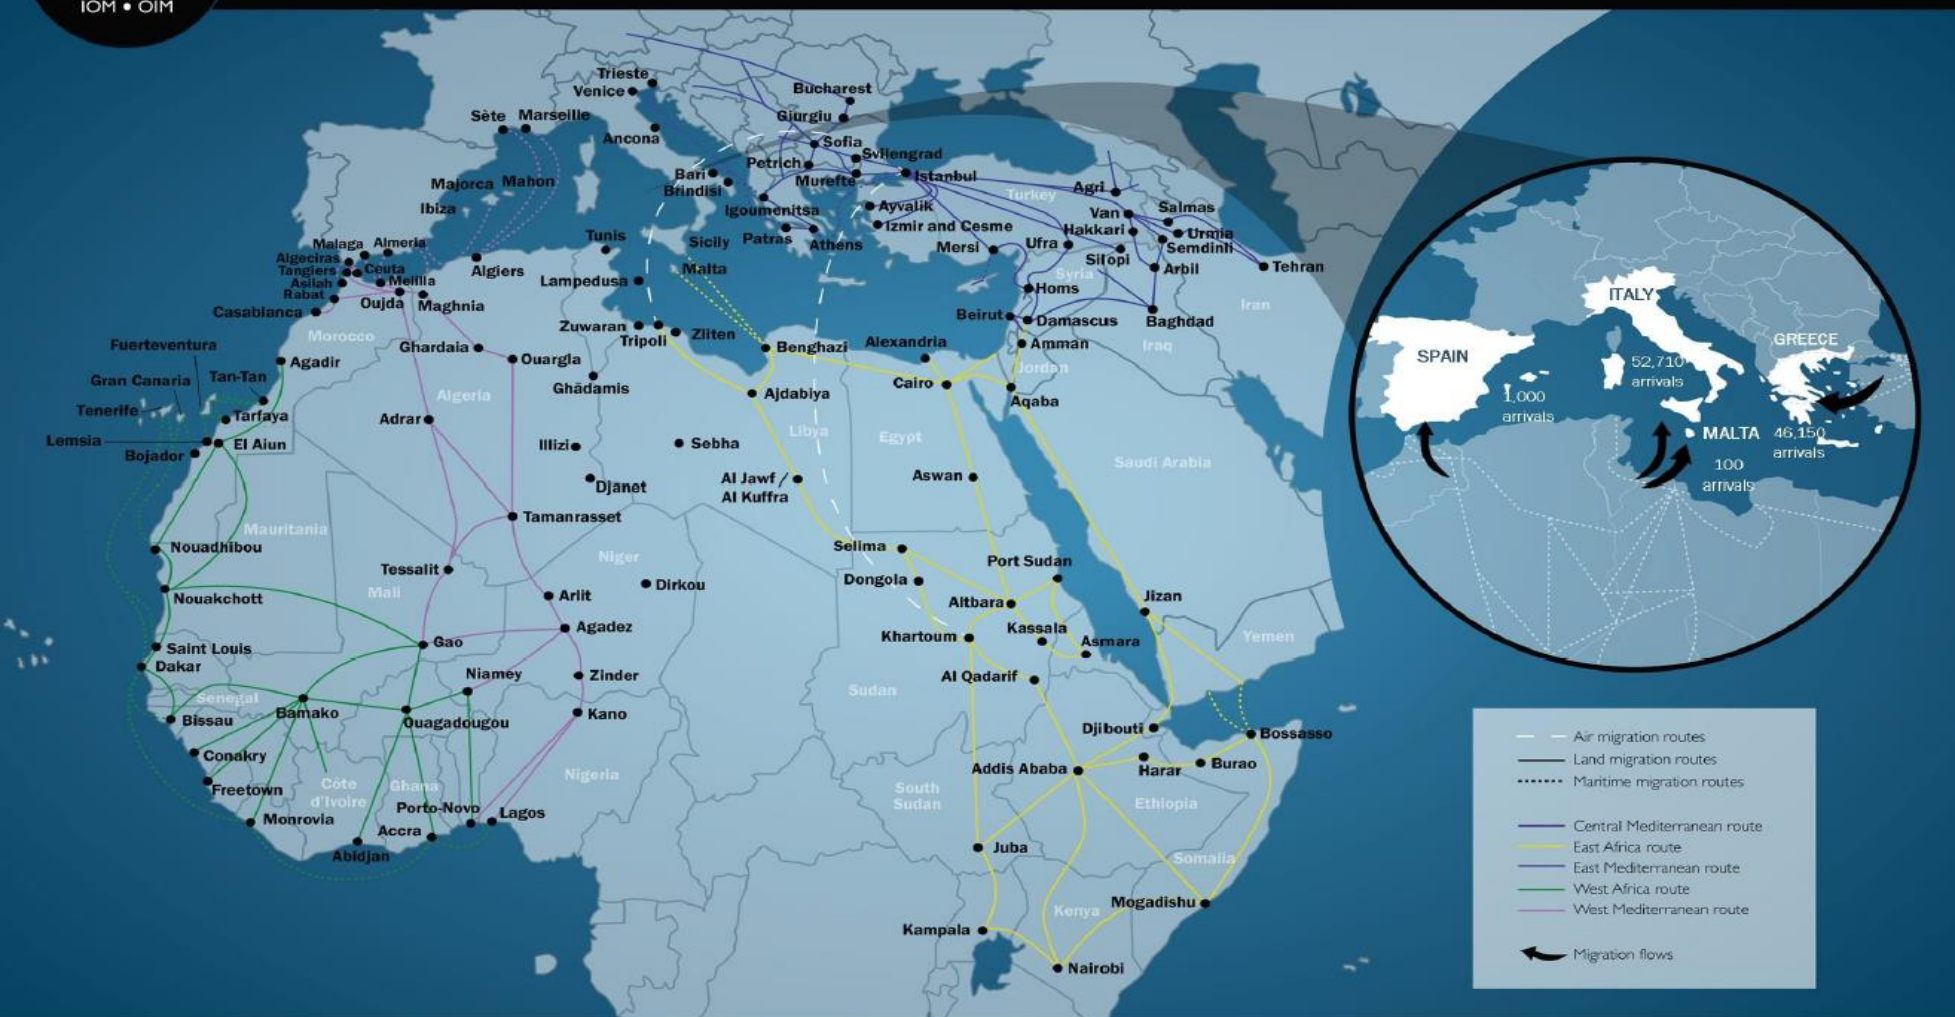 IOM • OIM
Trieste
Venice
Bucharest
Giurgiu
Sète Marseille
Ancona
Sofia
Svilengrad
Petrich
Bari
Murefte
Istanbul
Brindisi
Majorca Mahon
Turkey
Agri
Ibiza
Igoumenitsa
Ayvalik
Van
Salmas
Izmir and Cesme
Hakkari
Urmia
Tunis
Sicily
Patras
Athens
Mersi
Ufra
Semdinli
Malaga Almeria
Algeciras
Silopi
Tangiers
Ceuta
Algiers
Malta
Syria
Arbil
Tehran
Asilah
Melilla
Lampedusa
Rabat
Oujda
Maghnia
Homs
Iran
Casablanca
Beirut
Damascus
Baghdad
Zuwaran
Tripoli
Zliten
Morocco
Fuerteventura
Ghardaia
Benghazi
Alexandria
Amman
Iraq
Agadir
Ouargla
Jordan
Gran Canaria
Tan-Tan
Ghādamis
Cairo
Aqaba
Algeria
Ajdabiya
Tenerife
Tarfaya
Adrar
Libya
Egypt
Lemsia
El Aiun
Illizi
Sebha
Bojador
Saudi Arabia
Djanet
Al Jawf /
Al Kuffra
Aswan
Tamanrasset
Mauritania
Nouadhibou
Selima
Niger
Port Sudan
Tessalit
Dongola
Dirkou
Mali
Arlit
Nouakchott
Altbara
Jizan
Agadez
Khartoum
Kassala
Asmara
Yemen
Gao
Saint Louis
Dakar
Niamey
Zinder
Al Qadarif
Sudan
Senegal
Bamako
Kano
Bissau
Ouagadougou
Djibouti
Bossasso
Conakry
Addis Ababa
Harar
Burao
Nigeria
Côte
d'Ivoire
Ghana
South
Sudan
Freetown
Ethiopia
Porto-Novo
Lagos
Monrovia
Accra
Abidjan
Juba
Somalia
Mogadishu
Kenya
Kampala
Nairobi
ITALY
SPAIN
GREECE
52,710
arrivals
1,000
arrivals
MALTA
46,150
arrivals
100
arrivals
Air migration routes
Land migration routes
Maritime migration routes
Central Mediterranean route
East Africa route
East Mediterranean route
West Africa route
West Mediterranean route
Migration flows